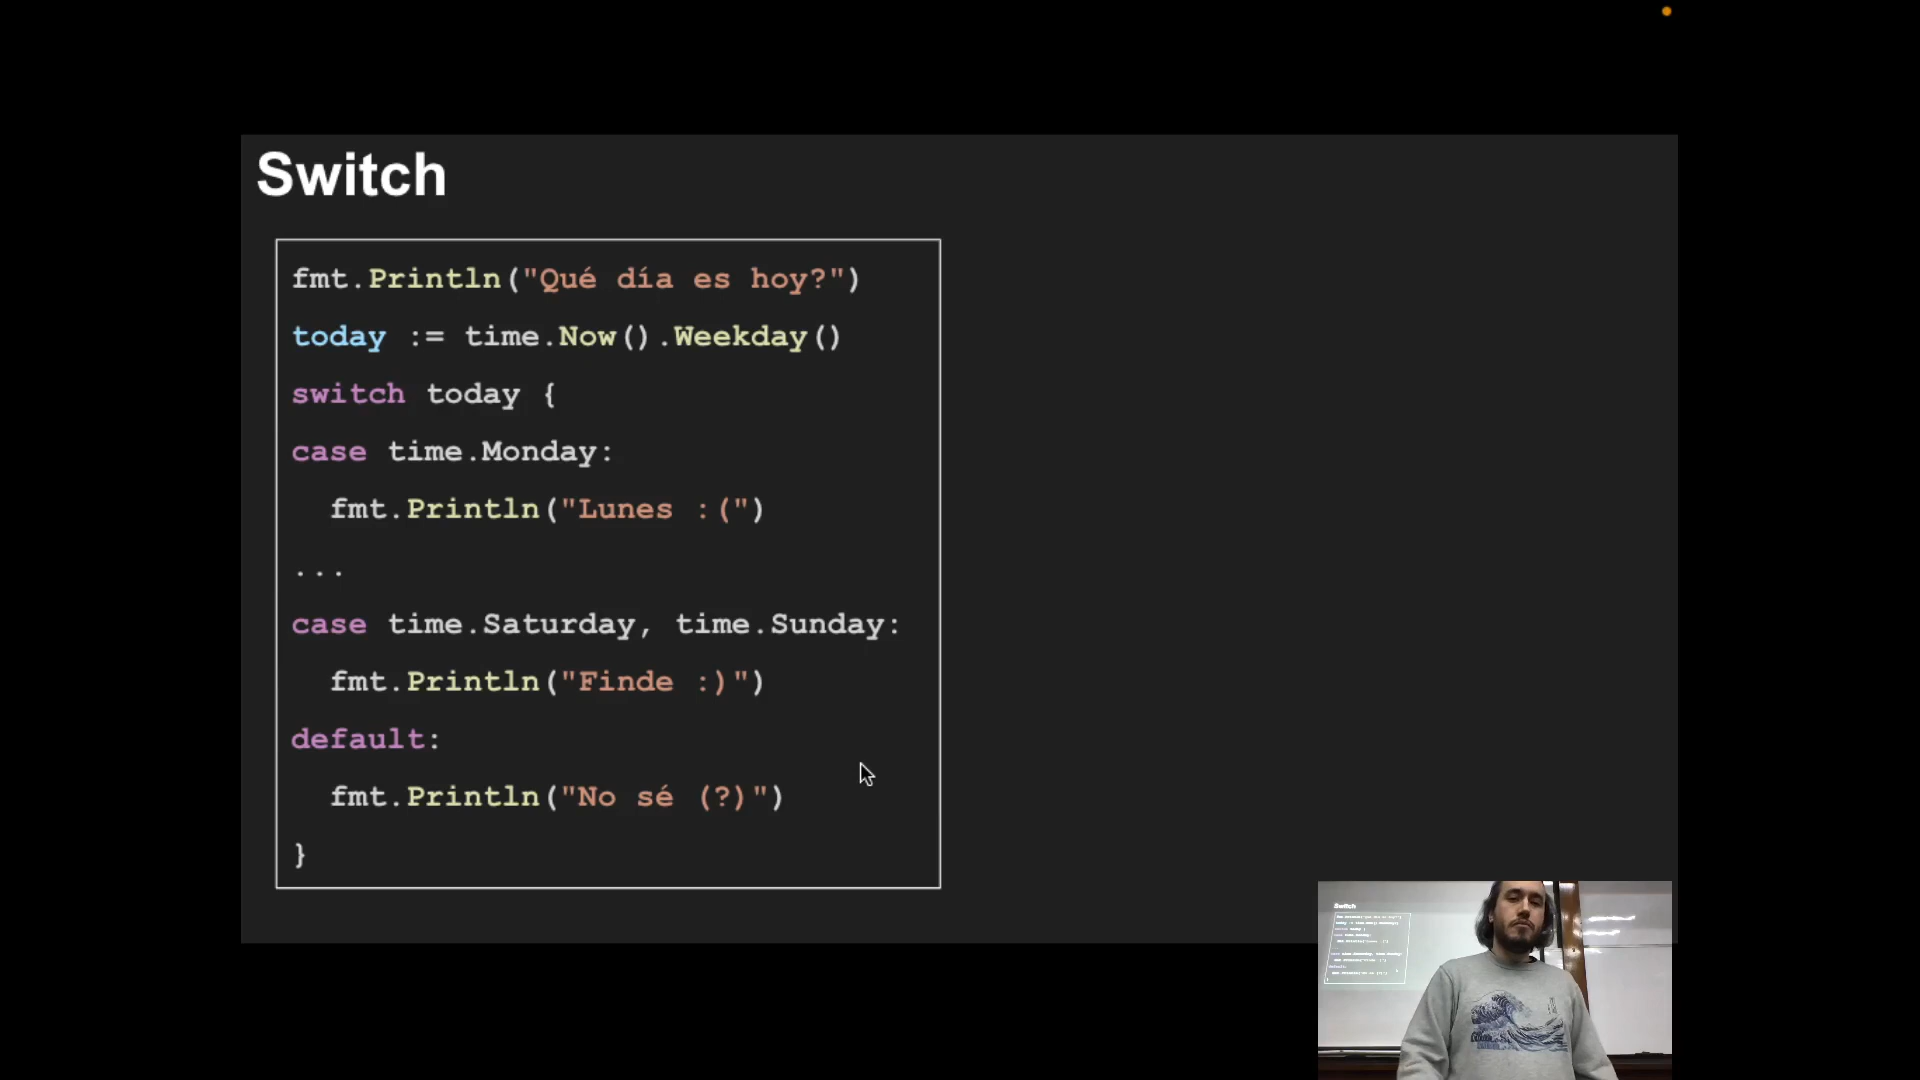 Switch
fmt.Println("Qué día es hoy?")
today := time.Now().Weekday()
switch today {
case time.Monday:
  fmt.Println("Lunes :(")
...
case time.Saturday, time.Sunday:
  fmt.Println("Finde :)")
default:
  fmt.Println("No sé (?)")
}
Switch